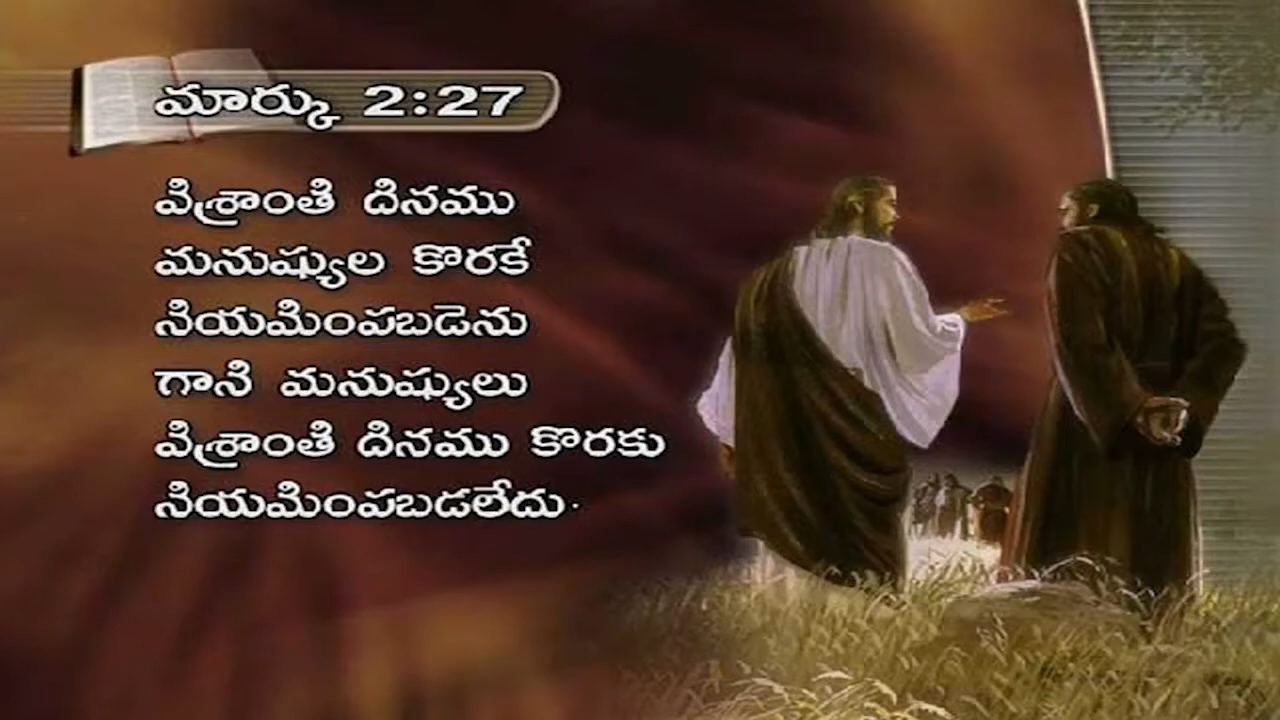 మార్కు 2:27
విశ్రాంతి దినము
మనుష్యుల కొరకే
నియమింపబడెను
గాని మనుష్యులు
విశ్రాంతి దినము కొరకు
నియమింపబడలేదు.